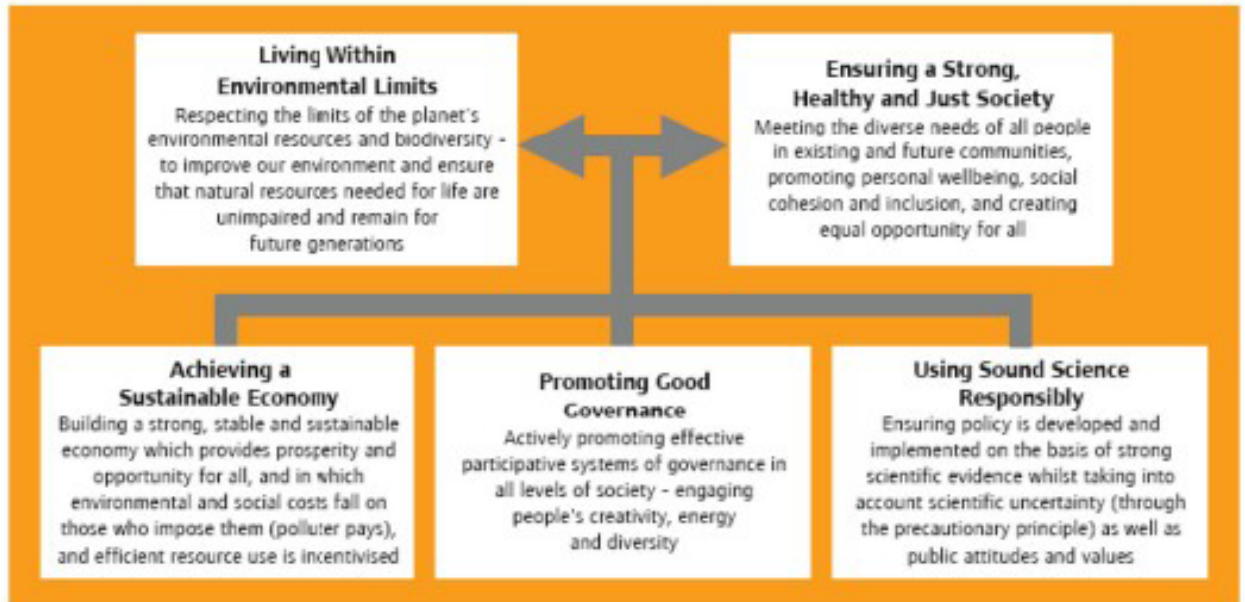 Living Within
Environmental Limits
Respecting the limits of the planet's
environmental resources and biodiversity -
to improve our environment and ensure
that natural resources needed for life are
unimpaired and remain for
future generations
Ensuring a Strong,
Healthy and Just Society
Meeting the diverse needs of all people
in existing and future communities,
promoting personal wellbeing, social
cohesion and inclusion, and creating
equal opportunity for all
Achieving a
Sustainable Economy
Building a strong, stable and sustainable
economy which provides prosperity and
opportunity for all, and in which
environmental and social costs fall on
those who impose them (polluter pays),
and efficient resource use is incentivised
Promoting Good
Governance
Actively promoting effective
participative systems of governance in
all levels of society - engaging
people's creativity, energy
and diversity
Using Sound Science
Responsibly
Ensuring policy is developed and
implemented on the basis of strong
scientific evidence whilst taking into
account scientific uncertainty (through
the precautionary principle) as well as
public attitudes and values